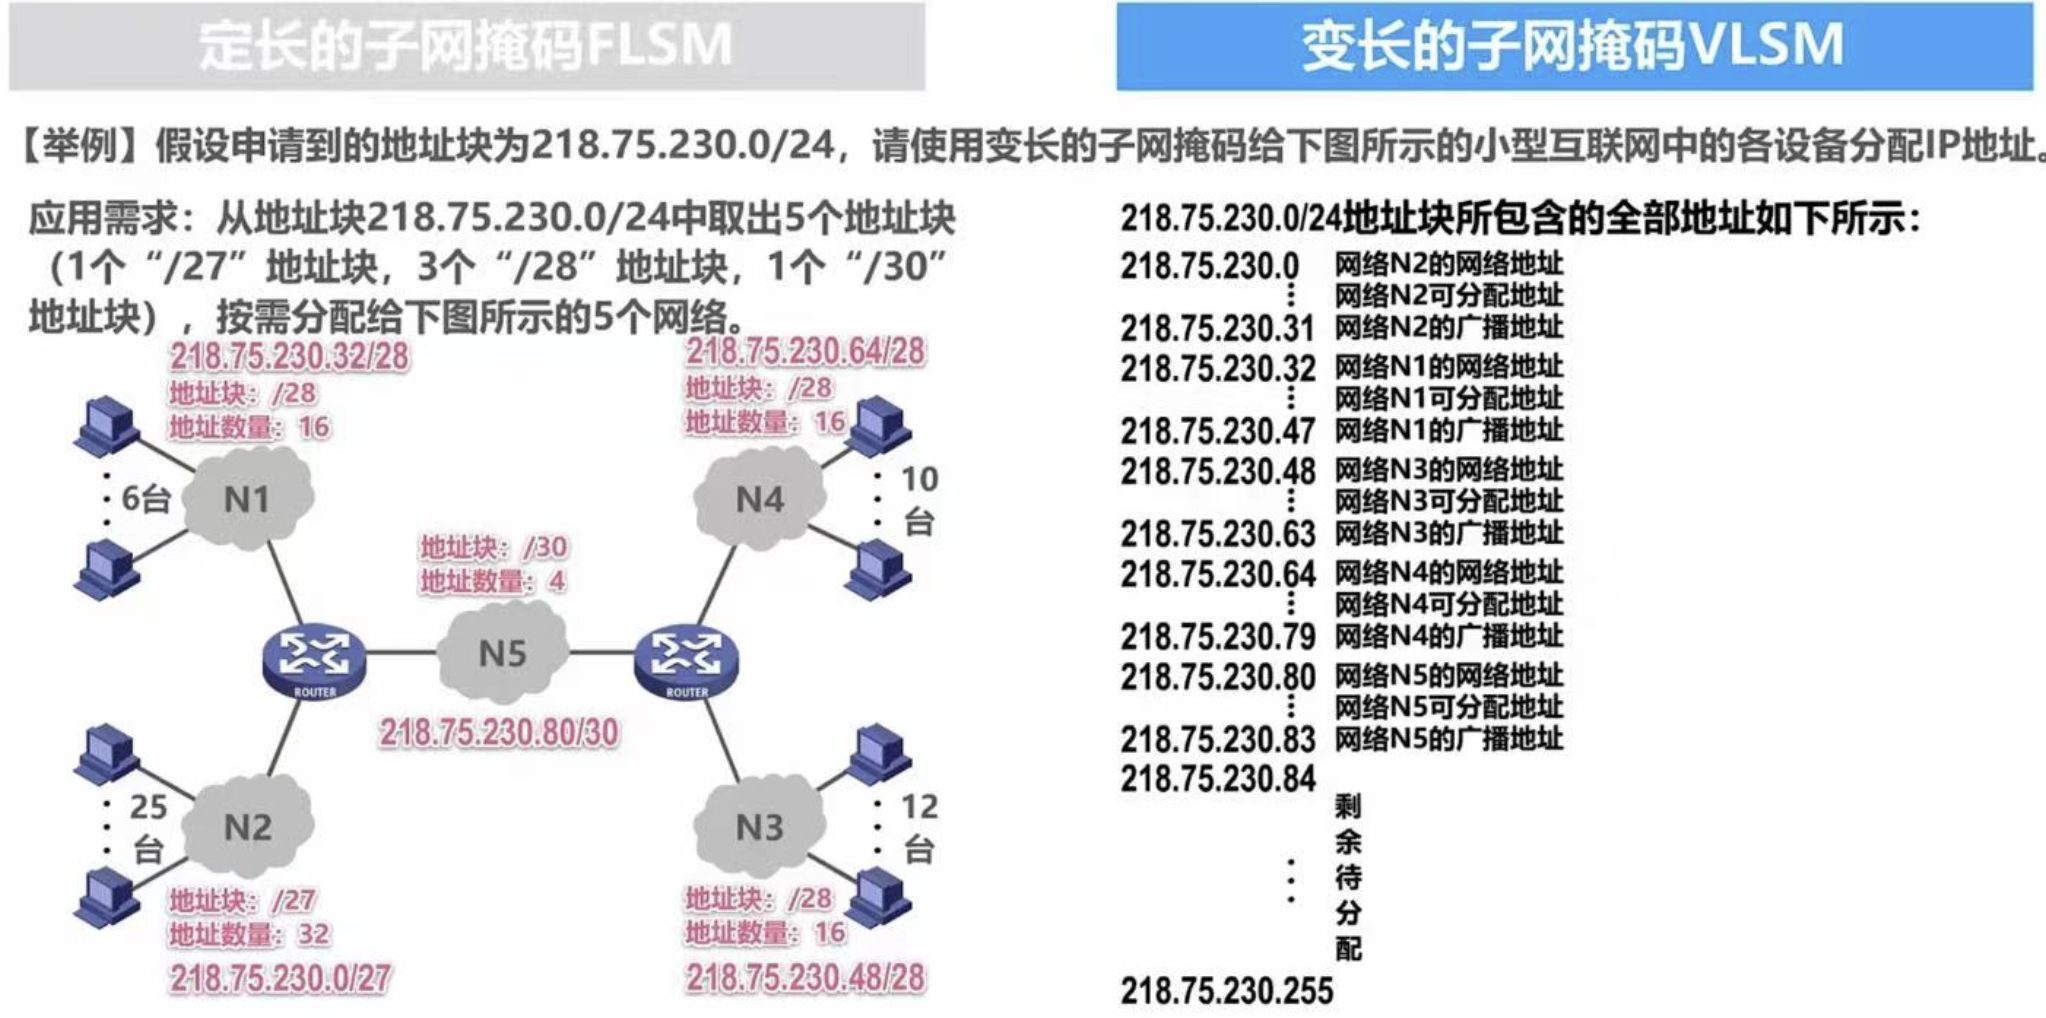 定长的子网掩码FLSM
变长的子网掩码VLSM
【举例】假设申请到的地址块为218.75.230.0/24，请使用变长的子网掩码给下图所示的小型互联网中的各设备分配IP地址。
应用需求：从地址块218.75.230.0/24中取出5个地址块
（1个“/27”地址块，3个“/28”地址块，1个“/30”
地址块），按需分配给下图所示的5个网络。
218.75.230.32/28
地址块：/28
地址数量：16
6台
N1
218.75.230.64/28
地址块：/28
地址数量：16
N4
10
台
地址块：/30
地址数量：4
N5
ROUTER
ROUTER
218.75.230.80/30
25
台
N2
地址块：/27
地址数量：32
218.75.230.0/27
N3
12
台
地址块：/28
地址数量：16
218.75.230.48/28
218.75.230.0/24地址块所包含的全部地址如下所示：
218.75.230.0 网络N2的网络地址
网络N2可分配地址
218.75.230.31 网络N2的广播地址
218.75.230.32 网络N1的网络地址
网络N1可分配地址
218.75.230.47 网络N1的广播地址
218.75.230.48 网络N3的网络地址
网络N3可分配地址
218.75.230.63 网络N3的广播地址
218.75.230.64 网络N4的网络地址
网络N4可分配地址
218.75.230.79 网络N4的广播地址
218.75.230.80 网络N5的网络地址
网络N5可分配地址
218.75.230.83 网络N5的广播地址
218.75.230.84
剩
余
待
分
配
218.75.230.255